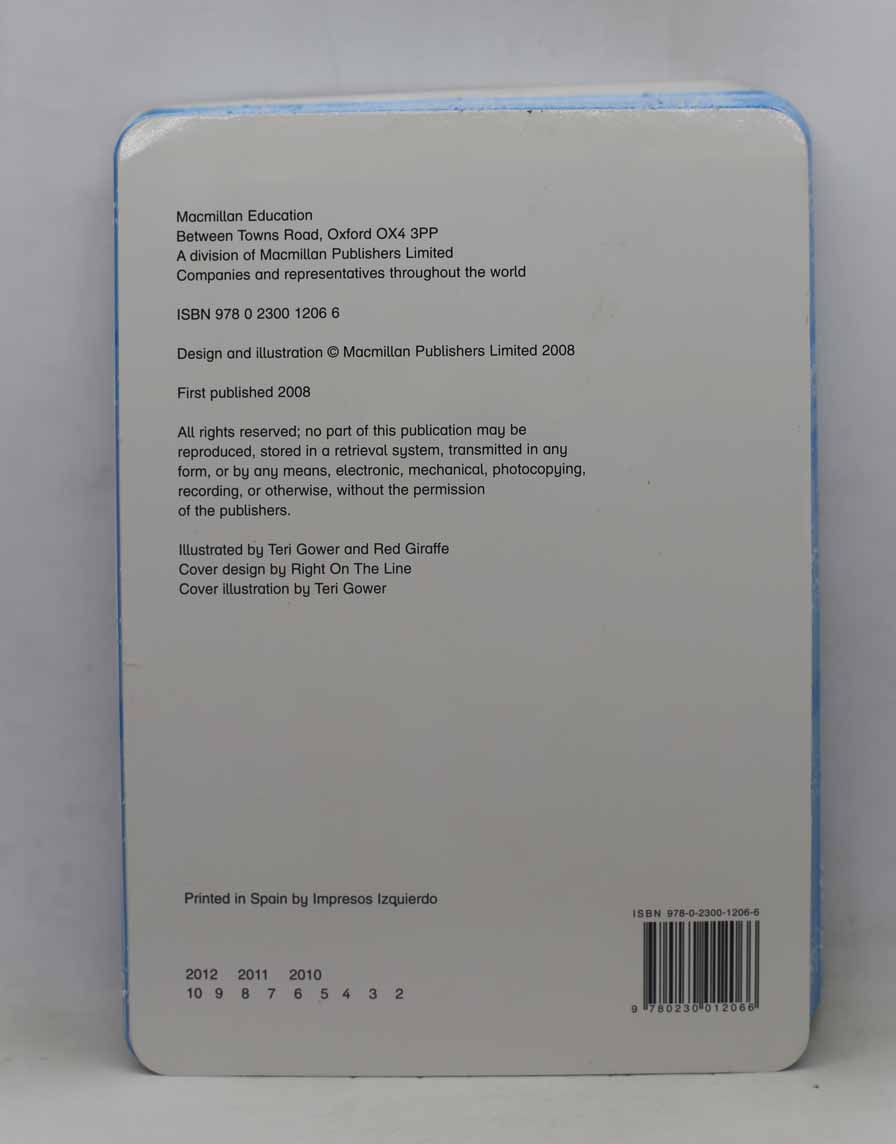 Macmillan Education
Between Towns Road, Oxford OX4 3PP
A division of Macmillan Publishers Limited
Companies and representatives throughout the world
ISBN 978 0 2300 1206 6
Design and illustration © Macmillan Publishers Limited 2008
First published 2008
All rights reserved; no part of this publication may be
reproduced, stored in a retrieval system, transmitted in any
form, or by any means, electronic, mechanical, photocopying,
recording, or otherwise, without the permission
of the publishers.
Illustrated by Teri Gower and Red Giraffe
Cover design by Right On The Line
Cover illustration by Teri Gower
Printed in Spain by Impresos Izquierdo
2012 2011 2010
10 9 8 7 6 5 4 3 2
ISBN 978-0-2300-1206-6
9 780230 012066